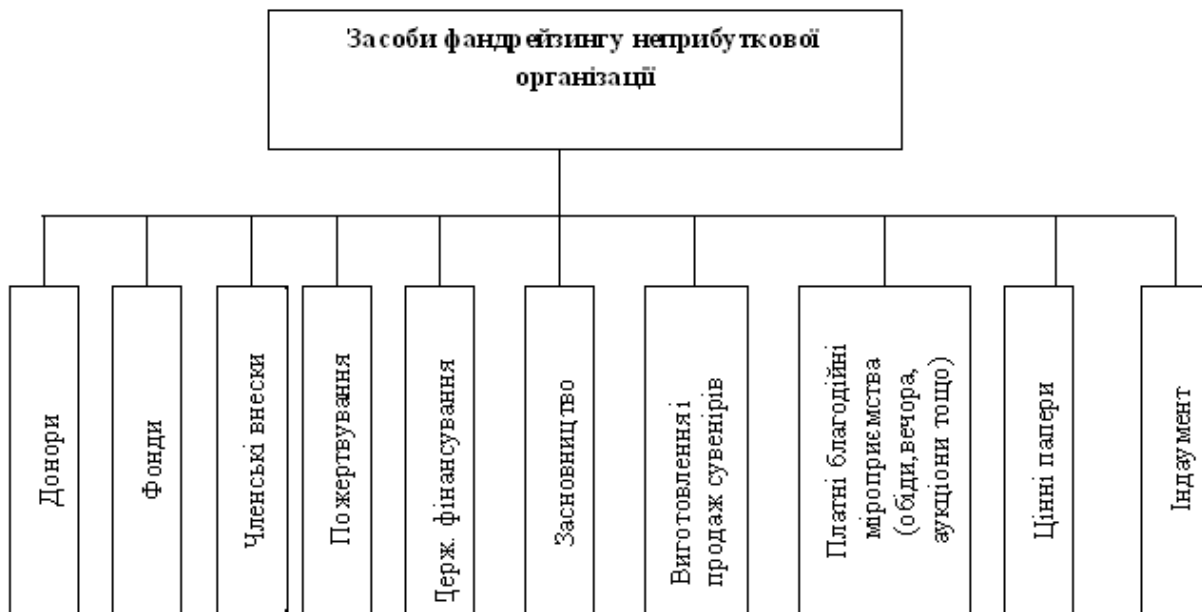 Засоби фандрейзингу неприбуткової
організації
Донори
Фонди
Членські внески
Пожертвування
Держ. фінансування
Засновництво
Виготовлення і
продаж сувенірів
Платні благодійні
міроприємства
(обіди,вечора,
аукціони тощо)
Цінні папери
Індаумент